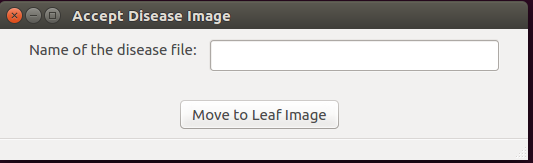 Accept Disease Image
Name of the disease file:
Move to Leaf Image